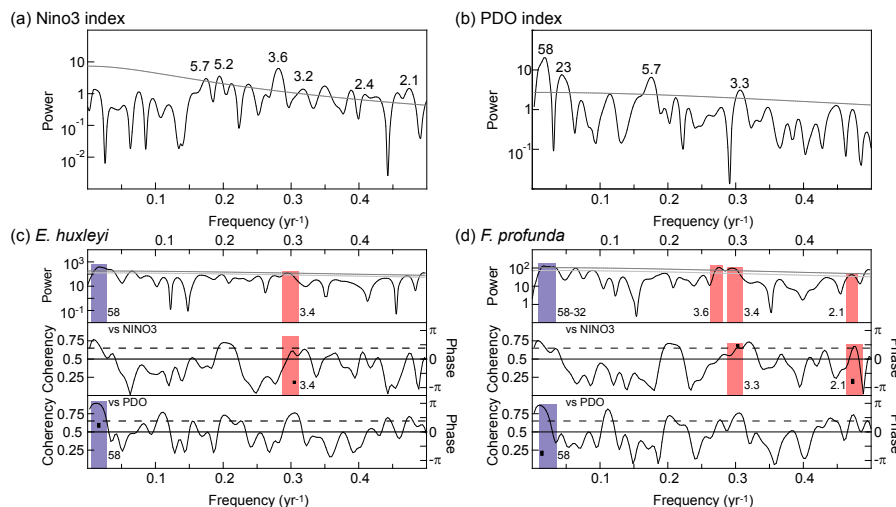 (a) Nino3 index
(b) PDO index
Power
10
1
10-1
10-2
5.7
5.2
3.6
3.2
2.4
2.1
0.1
0.2
0.3
0.4
Frequency (yr-1)
Power
10
1
10-1
58
23
5.7
3.3
0.1
0.2
0.3
0.4
Frequency (yr-1)
(c) E. huxleyi
0.1
0.2
0.3
0.4
Power
103
10
10-1
58
3.4
vs NINO3
Coherency
0.75
0.5
0.25
3.4
π
0
-π
Phase
vs PDO
Coherency
0.75
0.5
0.25
58
π
0
-π
Phase
0.1
0.2
0.3
0.4
Frequency (yr-1)
(d) F. profunda
0.1
0.2
0.3
0.4
Power
102
10
1
58-32
3.6
3.4
2.1
vs NINO3
Coherency
0.75
0.5
0.25
3.3
2.1
π
0
-π
Phase
vs PDO
Coherency
0.75
0.5
0.25
58
π
0
-π
Phase
0.1
0.2
0.3
0.4
Frequency (yr-1)